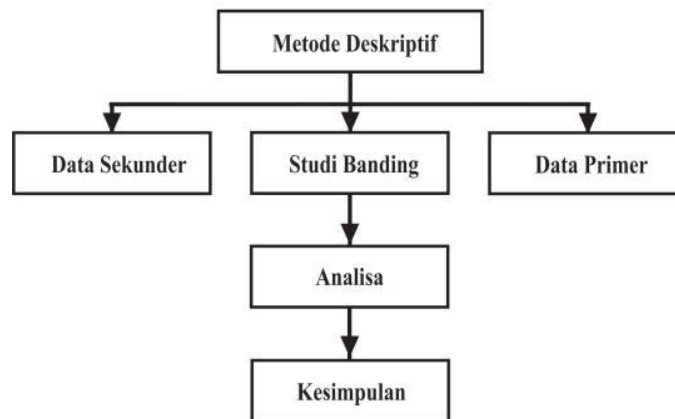 Metode Deskriptif
Data Sekunder
Studi Banding
Data Primer
Analisa
Kesimpulan